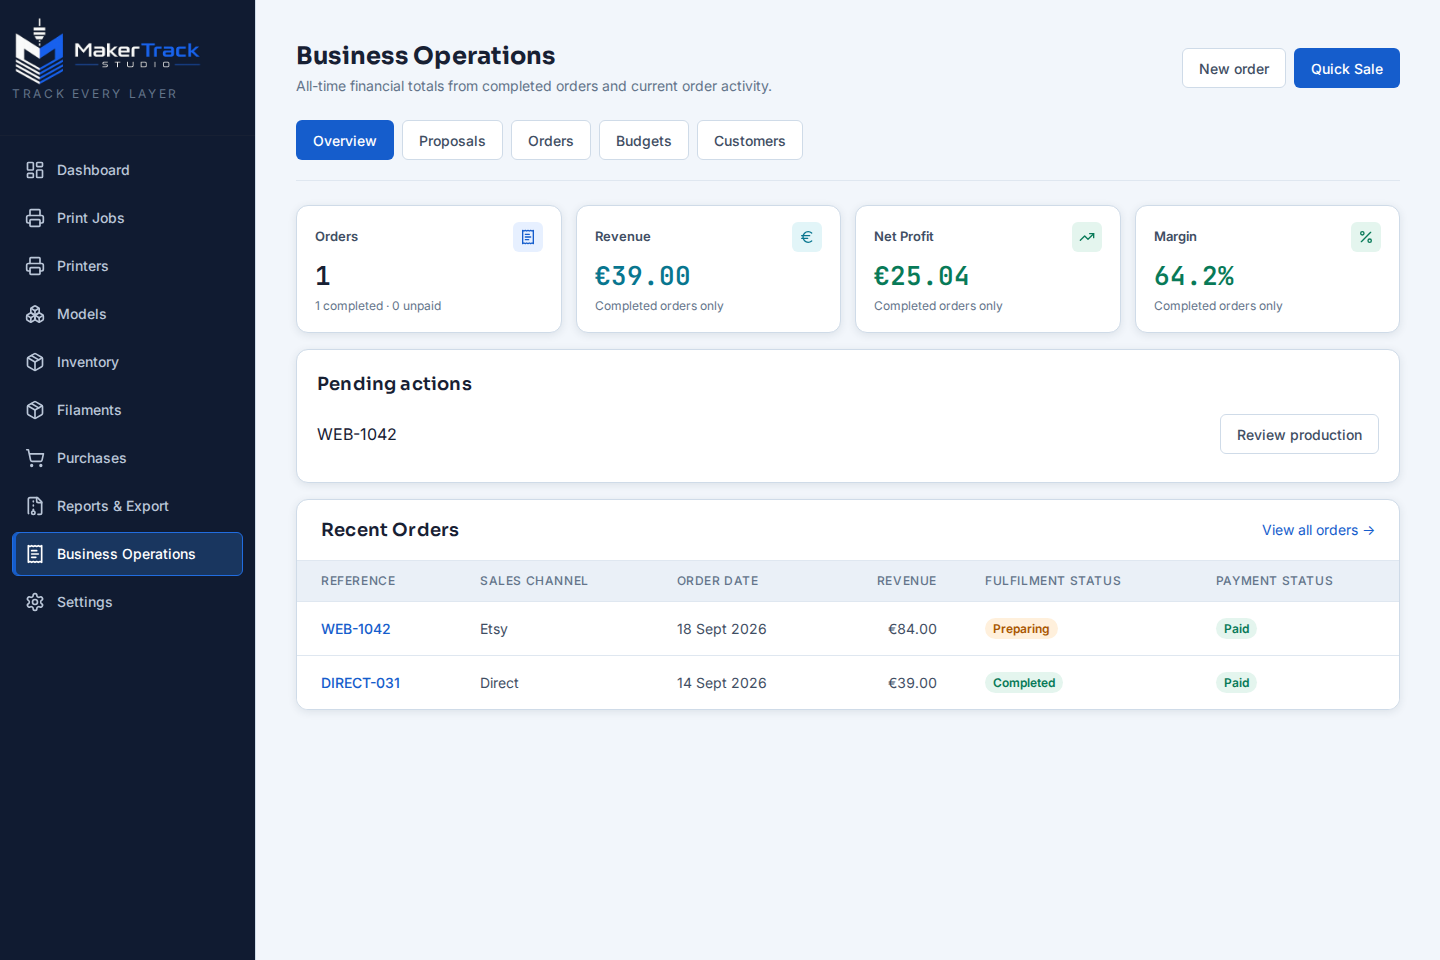 MakerTrack
STUDIO
TRACK EVERY LAYER
Dashboard
Print Jobs
Printers
Models
Inventory
Filaments
Purchases
Reports & Export
Business Operations
Settings
Business Operations
All-time financial totals from completed orders and current order activity.
New order
Quick Sale
Overview
Proposals
Orders
Budgets
Customers
Orders
1
1 completed · 0 unpaid
Revenue
€
€39.00
Completed orders only
Net Profit
€25.04
Completed orders only
Margin
%
64.2%
Completed orders only
Pending actions
WEB-1042
Review production
Recent Orders
View all orders →
REFERENCE SALES CHANNEL ORDER DATE REVENUE FULFILMENT STATUS PAYMENT STATUS
WEB-1042 Etsy 18 Sept 2026 €84.00 Preparing Paid
DIRECT-031 Direct 14 Sept 2026 €39.00 Completed Paid